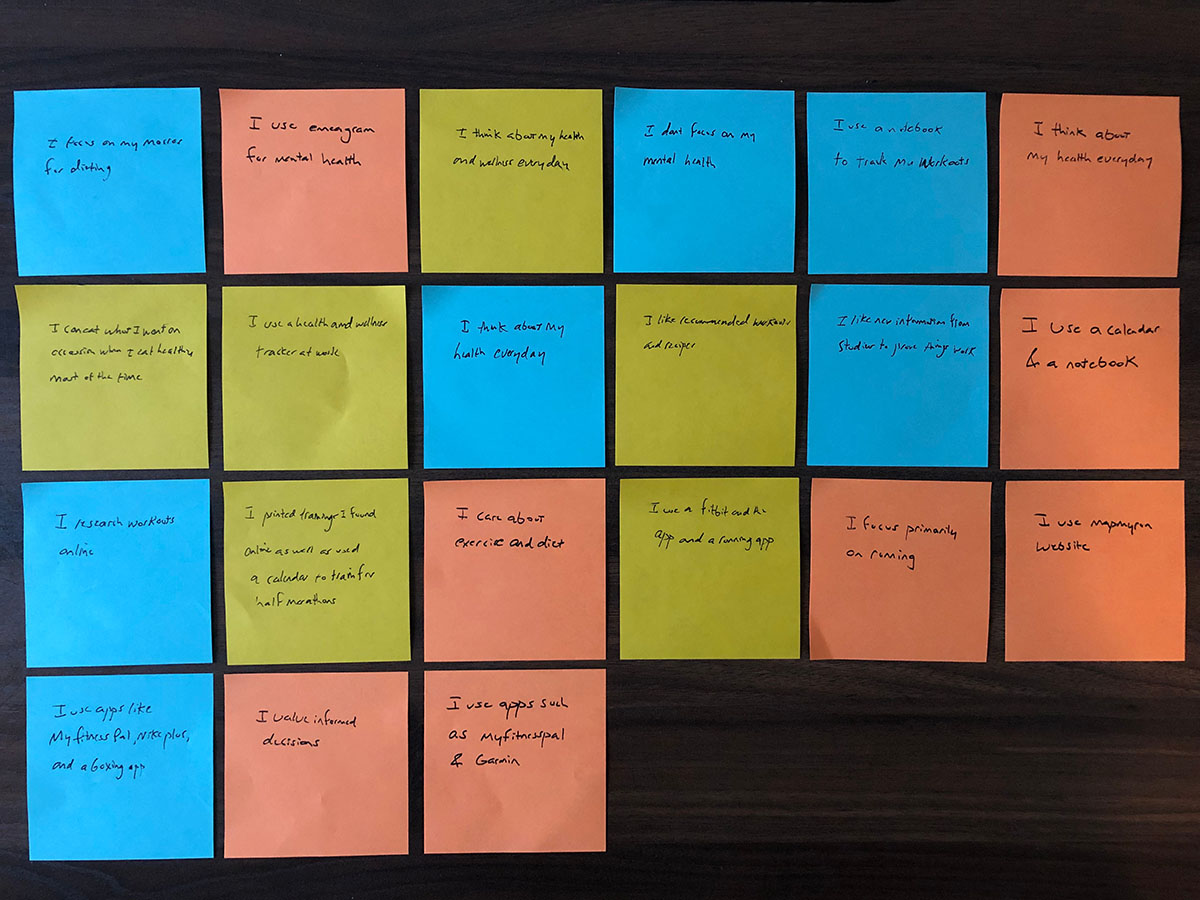 I focus on my macros
for dieting
I use enneagram
for mental health
I think about my health
and wellness everyday
I dont focus on my
mental health
I use a notebook
to track my workouts
I think about
my health everyday
I can eat what I want on
occasion when I eat healthy
most of the time
I use a health and wellness
tracker at work
I think about my
health everyday
I like recommended workouts
and recipes
I like new information from
studies to prove things work
I use a calendar
& a notebook
I research workouts
online
I printed trainings I found
online as well as used
a calendar to train for
half marathons
I care about
exercise and diet
I use a fitbit and the
app and a running app
I focus primarily
on running
I use mapmyrun
website
I use apps like
Myfitness Pal, Nike plus,
and a boxing app
I value informed
decisions
I use apps such
as Myfitnesspal
& Garmin